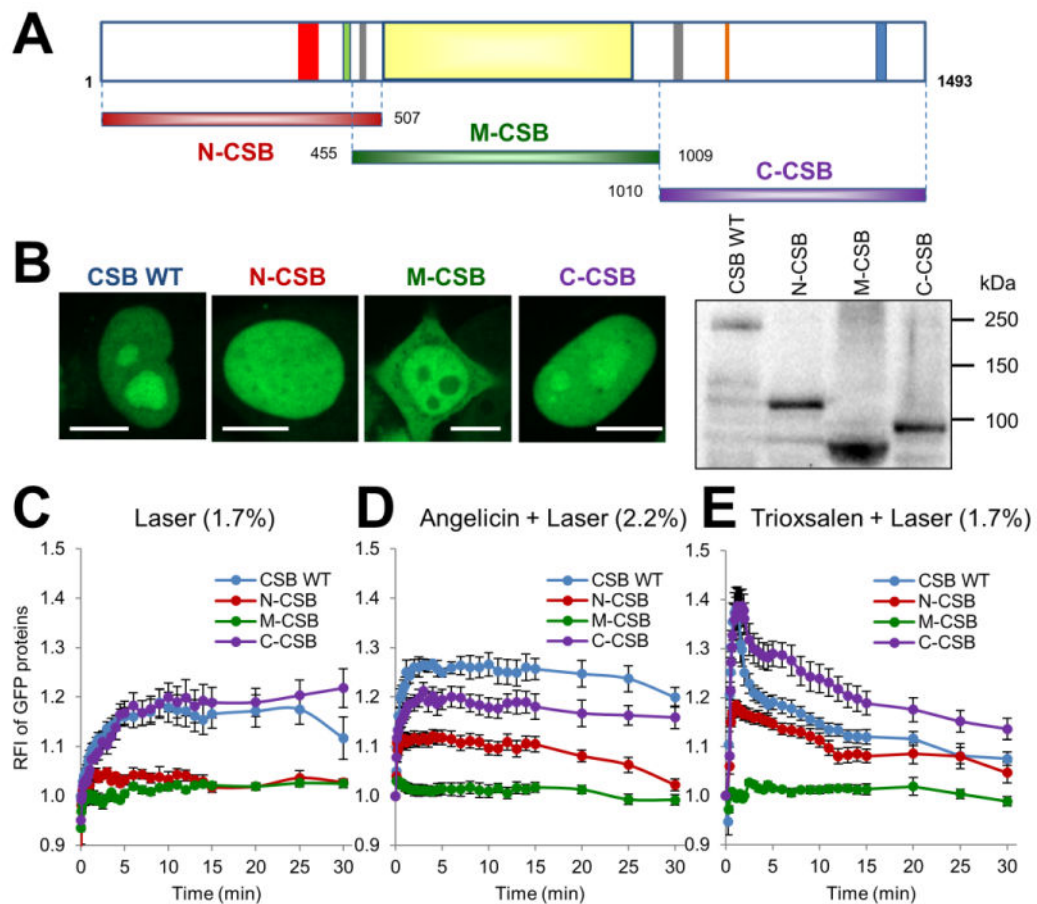 A
1
1493
507
N-CSB
M-CSB
455
1009
C-CSB
1010
B
CSB WT
N-CSB
M-CSB
C-CSB
CSB WT
N-CSB
M-CSB
C-CSB
kDa
250
150
100
C
Laser (1.7%)
RFI of GFP proteins
1.5
1.4
1.3
1.2
1.1
1.0
0.9
CSB WT
N-CSB
M-CSB
C-CSB
0 5 10 15 20 25 30
Time (min)
D
Angelicin + Laser (2.2%)
1.5
1.4
1.3
1.2
1.1
1.0
0.9
CSB WT
N-CSB
M-CSB
C-CSB
0 5 10 15 20 25 30
Time (min)
E
Trioxsalen + Laser (1.7%)
1.5
1.4
1.3
1.2
1.1
1.0
0.9
CSB WT
N-CSB
M-CSB
C-CSB
0 5 10 15 20 25 30
Time (min)